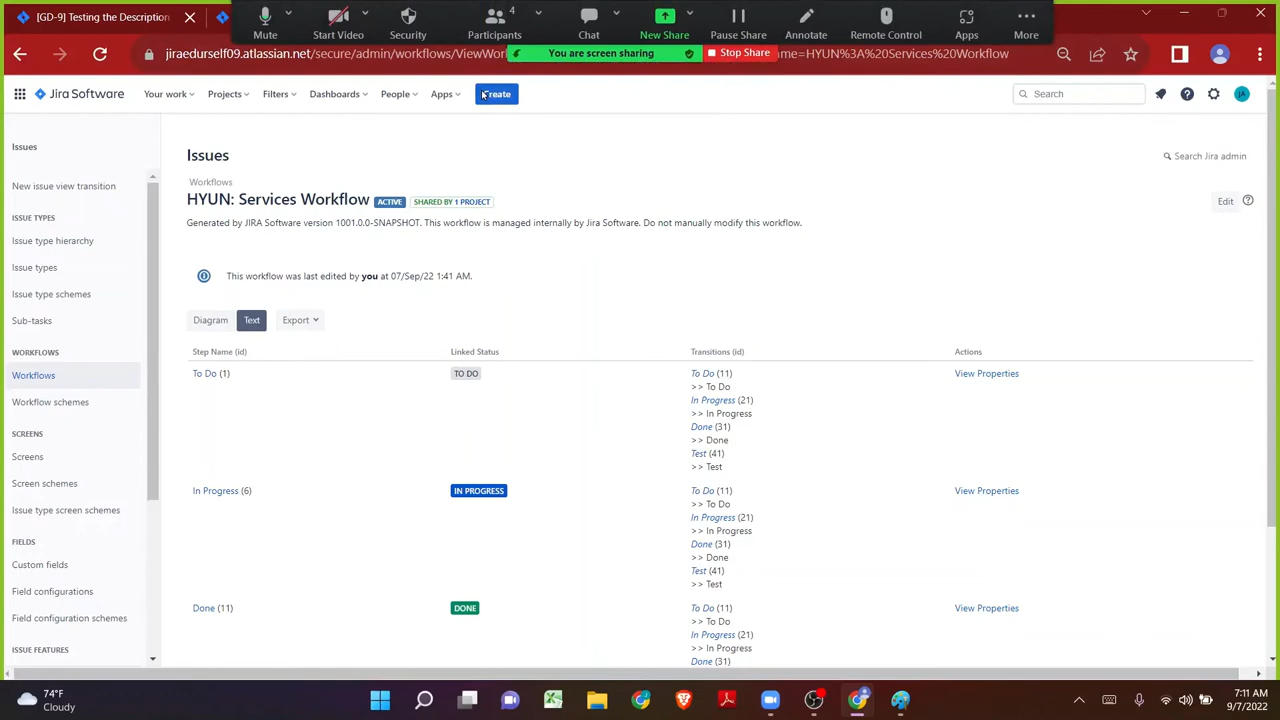 [GD-9] Testing the Description
Mute
Start Video
Security
4
Participants
Chat
New Share
Pause Share
Annotate
Remote Control
Apps
More
You are screen sharing
Stop Share
jiraedurself09.atlassian.net/secure/admin/workflows/ViewWork
ame=HYUN%3A%20Services%20Workflow
Jira Software
Your work
Projects
Filters
Dashboards
People
Apps
Create
Search
JA
Issues
New issue view transition
ISSUE TYPES
Issue type hierarchy
Issue types
Issue type schemes
Sub-tasks
WORKFLOWS
Workflows
Workflow schemes
SCREENS
Screens
Screen schemes
Issue type screen schemes
FIELDS
Custom fields
Field configurations
Field configuration schemes
ISSUE FEATURES
Issues
Search Jira admin
Workflows
HYUN: Services Workflow ACTIVE SHARED BY 1 PROJECT
Edit
Generated by JIRA Software version 1001.0.0-SNAPSHOT. This workflow is managed internally by Jira Software. Do not manually modify this workflow.
This workflow was last edited by you at 07/Sep/22 1:41 AM.
Diagram Text Export
Step Name (id) Linked Status Transitions (id) Actions
To Do (1) TO DO To Do (11) View Properties
>> To Do
In Progress (21)
>> In Progress
Done (31)
>> Done
Test (41)
>> Test
In Progress (6) IN PROGRESS To Do (11) View Properties
>> To Do
In Progress (21)
>> In Progress
Done (31)
>> Done
Test (41)
>> Test
Done (11) DONE To Do (11) View Properties
>> To Do
In Progress (21)
>> In Progress
Done (31)
74°F
Cloudy
7:11 AM
9/7/2022